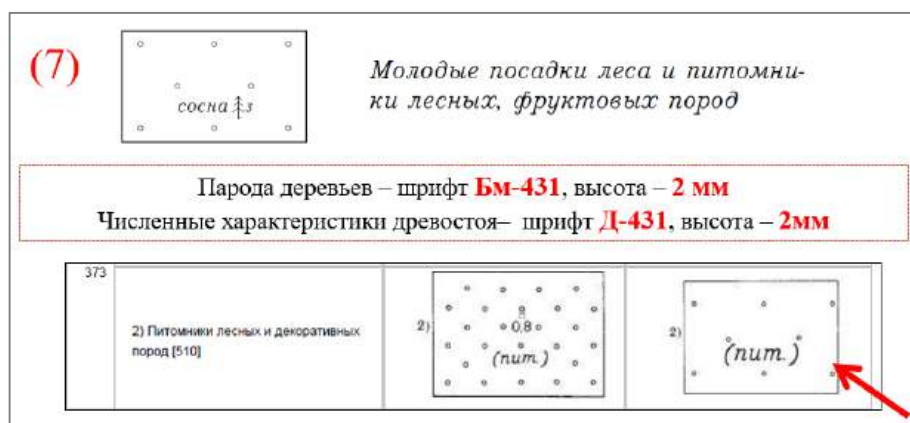 (7)
сосна 3
Молодые посадки леса и питомни-
ки лесных, фруктовых пород
Парода деревьев – шрифт Бм-431, высота – 2 мм
Численные характеристики древостоя– шрифт Д-431, высота – 2мм
373
2) Питомники лесных и декоративных
пород [510]
2)
0,8
(пит.)
2)
(пит.)